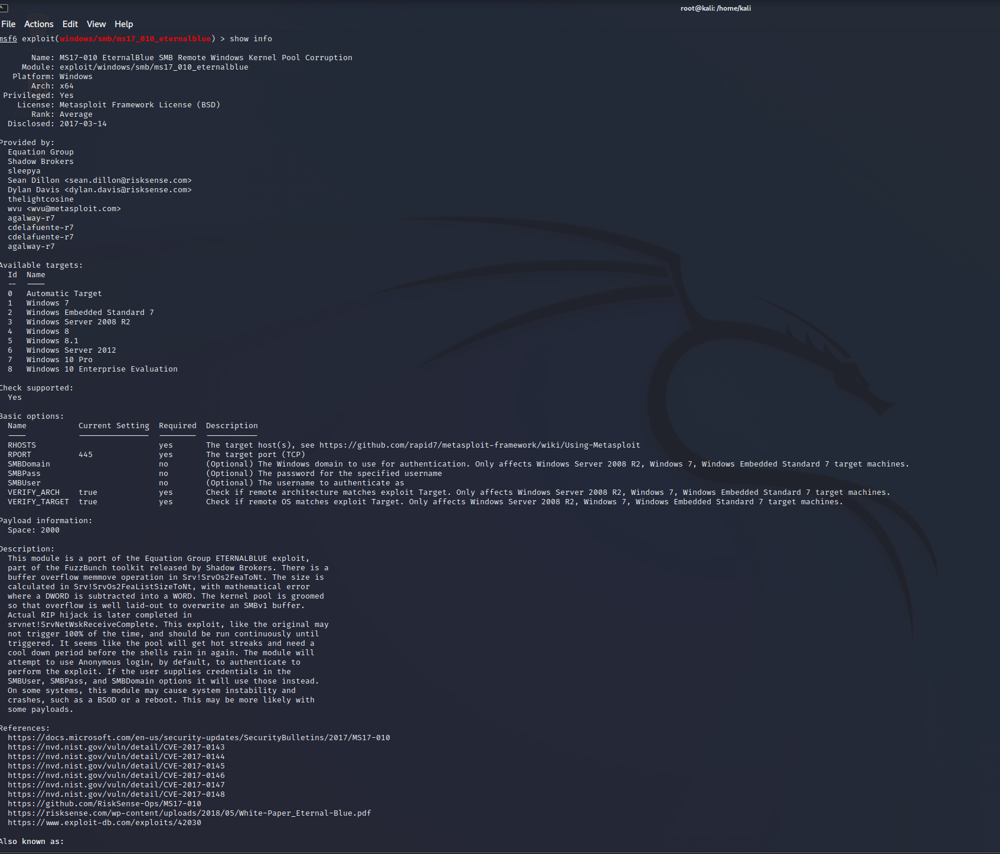 root@kali: /home/kali
File Actions Edit View Help
msf6 exploit(windows/smb/ms17_010_eternalblue) > show info
Name: MS17-010 EternalBlue SMB Remote Windows Kernel Pool Corruption
Module: exploit/windows/smb/ms17_010_eternalblue
Platform: Windows
Arch: x64
Privileged: Yes
License: Metasploit Framework License (BSD)
Rank: Average
Disclosed: 2017-03-14
Provided by:
Equation Group
Shadow Brokers
sleepya
Sean Dillon <sean.dillon@risksense.com>
Dylan Davis <dylan.davis@risksense.com>
thelightcosine
wvu <wvu@metasploit.com>
agalway-r7
cdelafuente-r7
cdelafuente-r7
agalway-r7
Available targets:
Id Name
-- ----
0 Automatic Target
1 Windows 7
2 Windows Embedded Standard 7
3 Windows Server 2008 R2
4 Windows 8
5 Windows 8.1
6 Windows Server 2012
7 Windows 10 Pro
8 Windows 10 Enterprise Evaluation
Check supported:
Yes
Basic options:
Name Current Setting Required Description
---- --------------- -------- -----------
RHOSTS yes The target host(s), see https://github.com/rapid7/metasploit-framework/wiki/Using-Metasploit
RPORT 445 yes The target port (TCP)
SMBDomain no (Optional) The Windows domain to use for authentication. Only affects Windows Server 2008 R2, Windows 7, Windows Embedded Standard 7 target machines.
SMBPass no (Optional) The password for the specified username
SMBUser no (Optional) The username to authenticate as
VERIFY_ARCH true yes Check if remote architecture matches exploit Target. Only affects Windows Server 2008 R2, Windows 7, Windows Embedded Standard 7 target machines.
VERIFY_TARGET true yes Check if remote OS matches exploit Target. Only affects Windows Server 2008 R2, Windows 7, Windows Embedded Standard 7 target machines.
Payload information:
Space: 2000
Description:
This module is a port of the Equation Group ETERNALBLUE exploit,
part of the FuzzBunch toolkit released by Shadow Brokers. There is a
buffer overflow memmove operation in Srv!SrvOs2FeaToNt. The size is
calculated in Srv!SrvOs2FeaListSizeToNt, with mathematical error
where a DWORD is subtracted into a WORD. The kernel pool is groomed
so that overflow is well laid-out to overwrite an SMBv1 buffer.
Actual RIP hijack is later completed in
srvnet!SrvNetWskReceiveComplete. This exploit, like the original may
not trigger 100% of the time, and should be run continuously until
triggered. It seems like the pool will get hot streaks and need a
cool down period before the shells rain in again. The module will
attempt to use Anonymous login, by default, to authenticate to
perform the exploit. If the user supplies credentials in the
SMBUser, SMBPass, and SMBDomain options it will use those instead.
On some systems, this module may cause system instability and
crashes, such as a BSOD or a reboot. This may be more likely with
some payloads.
References:
https://docs.microsoft.com/en-us/security-updates/SecurityBulletins/2017/MS17-010
https://nvd.nist.gov/vuln/detail/CVE-2017-0143
https://nvd.nist.gov/vuln/detail/CVE-2017-0144
https://nvd.nist.gov/vuln/detail/CVE-2017-0145
https://nvd.nist.gov/vuln/detail/CVE-2017-0146
https://nvd.nist.gov/vuln/detail/CVE-2017-0147
https://nvd.nist.gov/vuln/detail/CVE-2017-0148
https://github.com/RiskSense-Ops/MS17-010
https://risksense.com/wp-content/uploads/2018/05/White-Paper_Eternal-Blue.pdf
https://www.exploit-db.com/exploits/42030
Also known as: